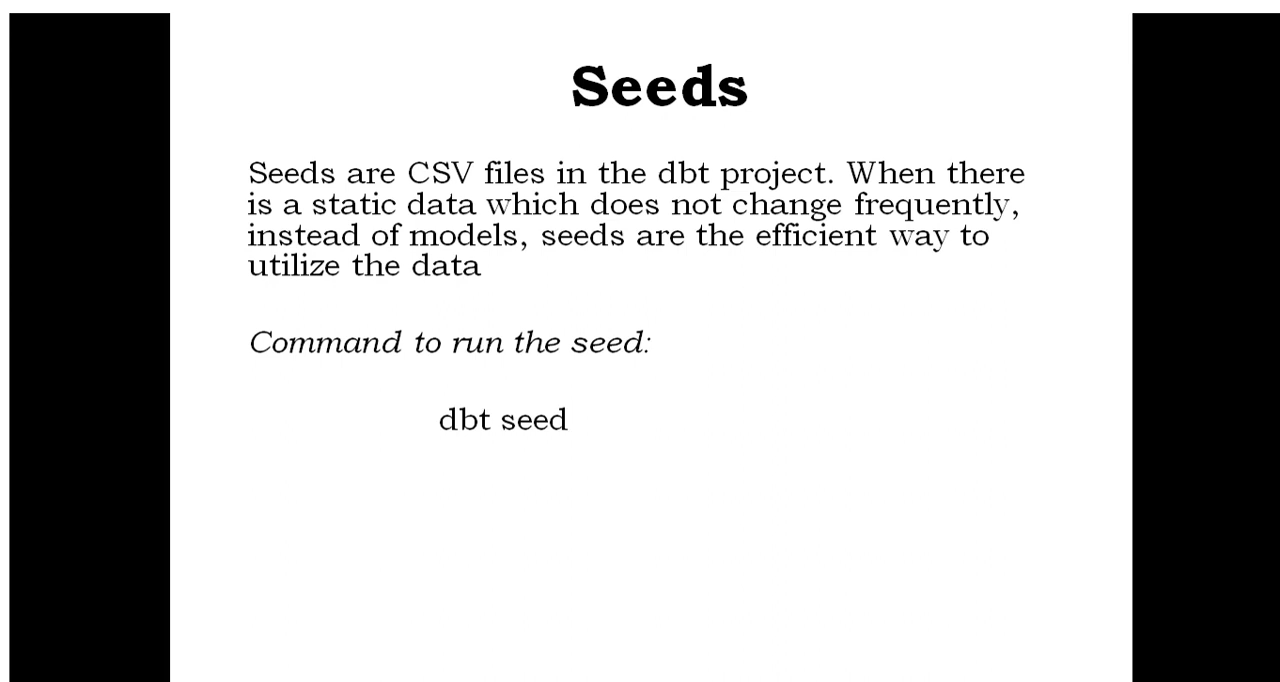 Seeds
Seeds are CSV files in the dbt project. When there
is a static data which does not change frequently,
instead of models, seeds are the efficient way to
utilize the data
Command to run the seed:
dbt seed